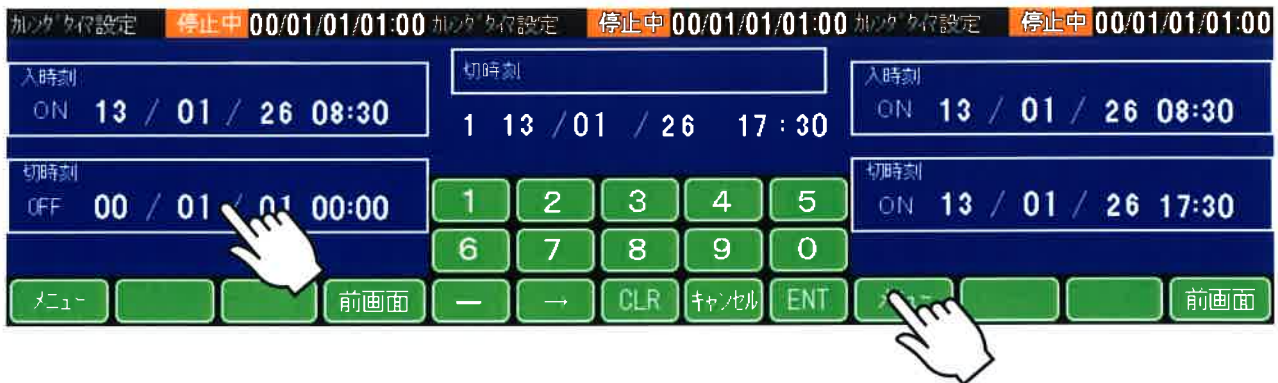 カレンダタイマ設定 停止中 00/01/01/01:00
入時刻
ON 13 / 01 / 26 08:30
切時刻
OFF 00 / 01 / 01 00:00
メニュー 前画面
カレンダタイマ設定 停止中 00/01/01/01:00
切時刻
1 13 /01 / 26 17:30
1 2 3 4 5
6 7 8 9 0
— → CLR キャンセル ENT
カレンダタイマ設定 停止中 00/01/01/01:00
入時刻
ON 13 / 01 / 26 08:30
切時刻
ON 13 / 01 / 26 17:30
メニュー 前画面